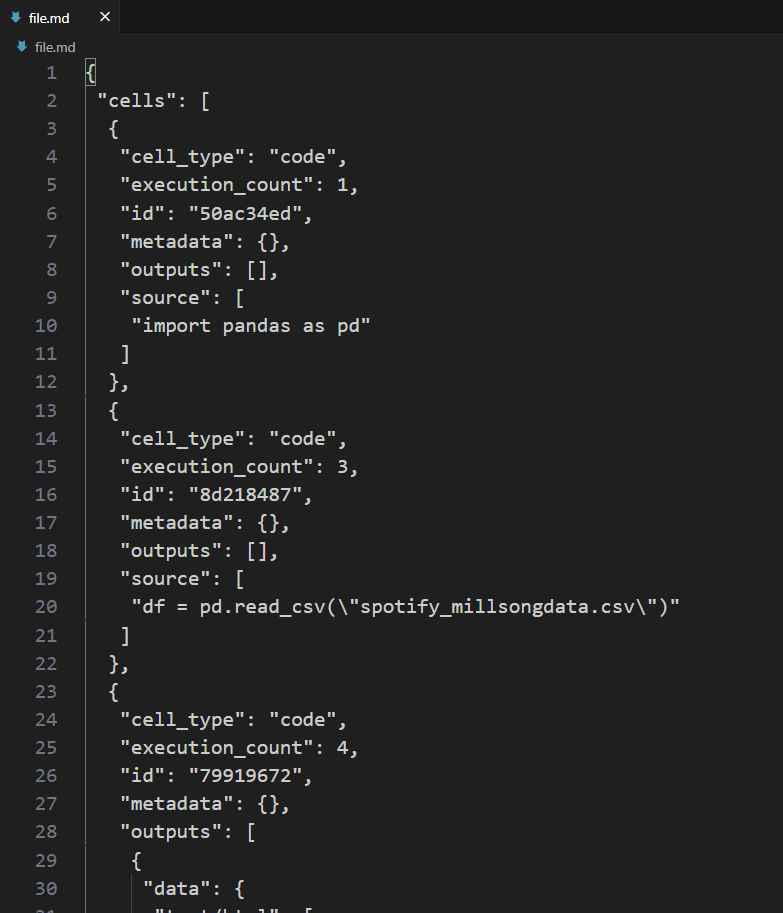 file.md
file.md
1 {
2 "cells": [
3 {
4 "cell_type": "code",
5 "execution_count": 1,
6 "id": "50ac34ed",
7 "metadata": {},
8 "outputs": [],
9 "source": [
10 "import pandas as pd"
11 ]
12 },
13 {
14 "cell_type": "code",
15 "execution_count": 3,
16 "id": "8d218487",
17 "metadata": {},
18 "outputs": [],
19 "source": [
20 "df = pd.read_csv(\"spotify_millsongdata.csv\")"
21 ]
22 },
23 {
24 "cell_type": "code",
25 "execution_count": 4,
26 "id": "79919672",
27 "metadata": {},
28 "outputs": [
29 {
30 "data": {